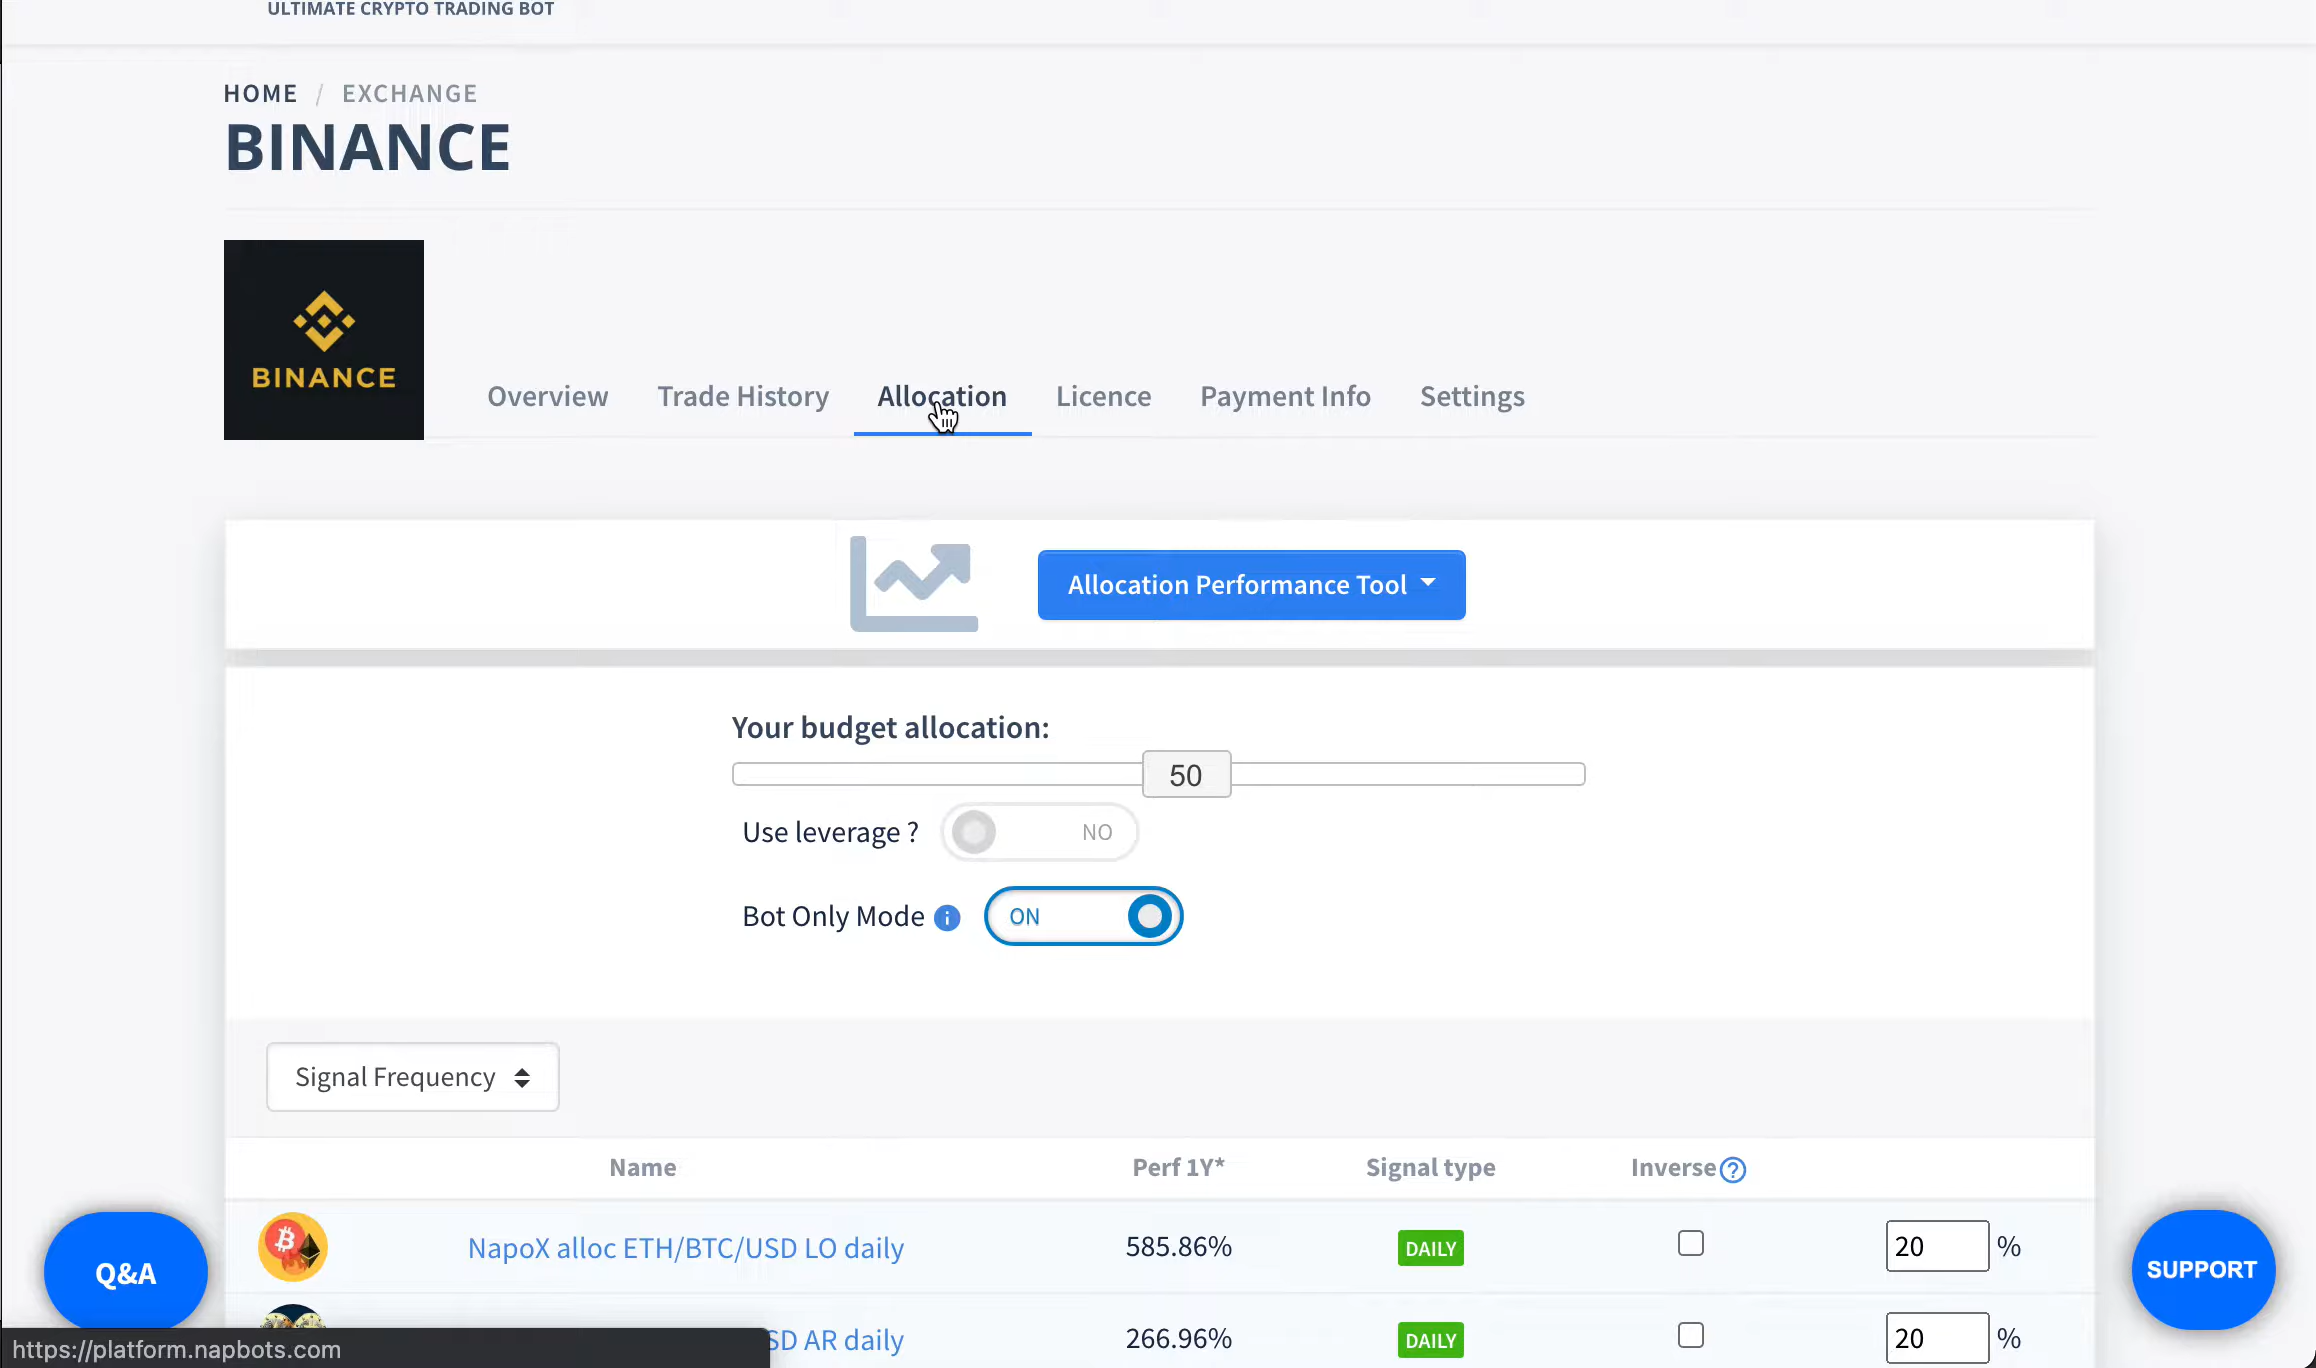 ULTIMATE CRYPTO TRADING BOT
HOME / EXCHANGE
BINANCE
BINANCE
Overview Trade History Allocation Licence Payment Info Settings
Allocation Performance Tool
Your budget allocation:
50
Use leverage ? NO
Bot Only Mode i ON
Signal Frequency
Name Perf 1Y* Signal type Inverse ?
NapoX alloc ETH/BTC/USD LO daily 585.86% DAILY 20 %
SD AR daily 266.96% DAILY 20 %
Q&A
SUPPORT
https://platform.napbots.com